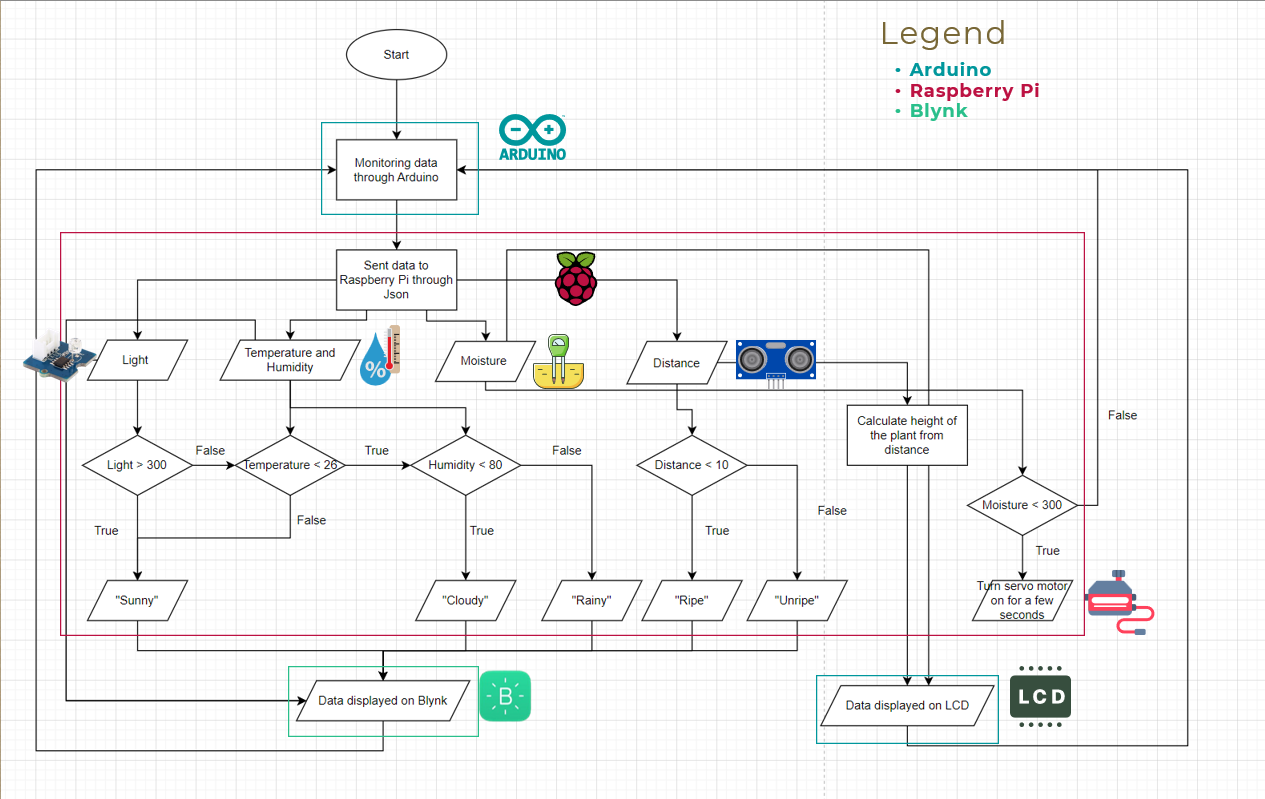 Legend
• Arduino
• Raspberry Pi
• Blynk
Start
ARDUINO
Monitoring data
through Arduino
Sent data to
Raspberry Pi through
Json
Light
Temperature and
Humidity
%
Moisture
Distance
Calculate height of
the plant from
distance
False
Light > 300
False
Temperature < 26
True
Humidity < 80
False
Distance < 10
Moisture < 300
True
False
True
True
False
True
"Sunny"
"Cloudy"
"Rainy"
"Ripe"
"Unripe"
Turn servo motor
on for a few
seconds
Data displayed on Blynk
B
Data displayed on LCD
LCD